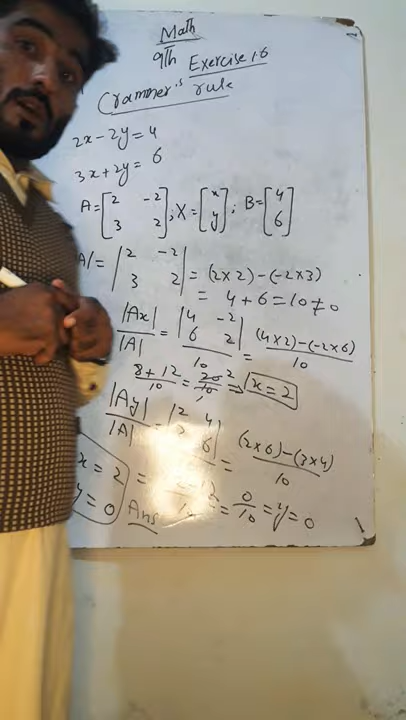 Math
9th Exercise 1.6
Crammer's rule
2x - 2y = 4
3x + 2y = 6
A = [2 -2; 3 2], X = [x; y]; B = [4; 6]
A| = |2 -2; 3 2| = (2x2) - (-2x3)
= 4 + 6 = 10 ≠ 0
|Ax|/|A| = |4 -2; 6 2|/10 = (4x2) - (-2x6)/10
8 + 12/10 = 20/10 2 => x = 2
|Ay|/|A| = |2 4; 6| = (2x6) - (3x4)/10
x = 2 =
y = 0 Ans = 0/10 = y = 0